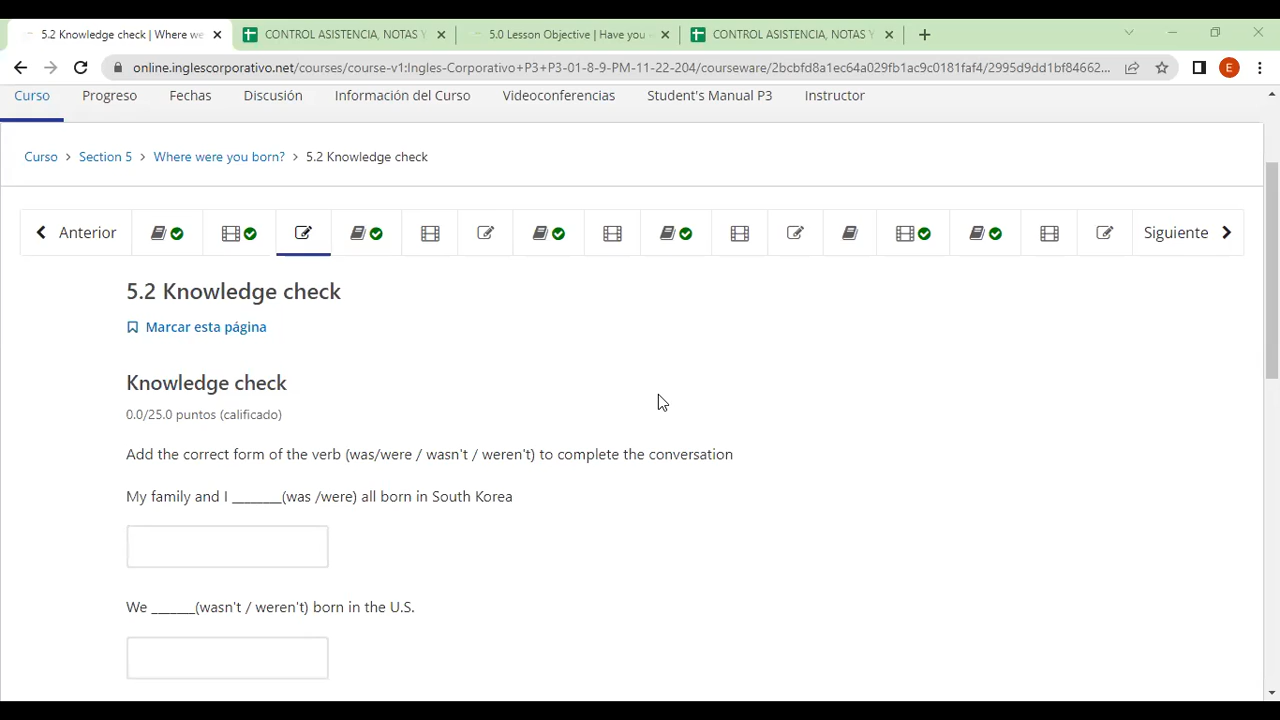 5.2 Knowledge check | Where we
CONTROL ASISTENCIA, NOTAS Y
5.0 Lesson Objective | Have you
CONTROL ASISTENCIA, NOTAS Y
online.inglescorporativo.net/courses/course-v1:Ingles-Corporativo+P3+P3-01-8-9-PM-11-22-204/courseware/2bcbfd8a1ec64a029fb1ac9c0181faf4/2995d9dd1bf84662...
E
Curso Progreso Fechas Discusión Información del Curso Videoconferencias Student's Manual P3 Instructor
Curso > Section 5 > Where were you born? > 5.2 Knowledge check
Anterior
Siguiente
5.2 Knowledge check
Marcar esta página
Knowledge check
0.0/25.0 puntos (calificado)
Add the correct form of the verb (was/were / wasn't / weren't) to complete the conversation
My family and I ________(was /were) all born in South Korea
We _______(wasn't / weren't) born in the U.S.